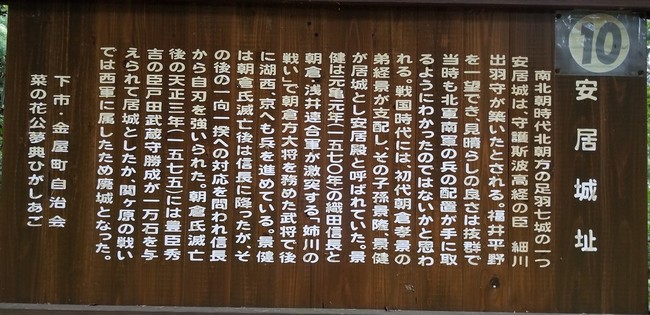 ⑩
安居城址
南北朝時代北朝方の足羽七城の一つ
安居城は、守護斯波高経の臣 細川
出羽守が築いたとされる。福井平野
を一望でき、見晴らしの良さは抜群で
当時も北軍南軍の兵の配置が手に取
るようにわかったのではないかと思わ
れる。戦国時代には、初代朝倉孝景の
弟経景が支配し、その子孫景隆、景健
が居城とし安居殿と呼ばれていた。景
健は元亀元年(一五七〇年)の織田信長と
朝倉、浅井連合軍が激突する「姉川の
戦い」で朝倉方大将を務めた武将で後
に湖西、京へも兵を進めている。景健
は朝倉氏滅亡後は信長に降ったが、そ
の後の一向一揆への対応を問われ信長
から自刃を強いられた。朝倉氏滅亡
後の天正三年(一五七五)には豊臣秀
吉の臣戸田武蔵守勝成が一万石を与
えられて居城としたか、関ヶ原の戦い
では西軍に属したため廃城となった。
下市・金屋町自治会
菜の花公夢典ひがしあご